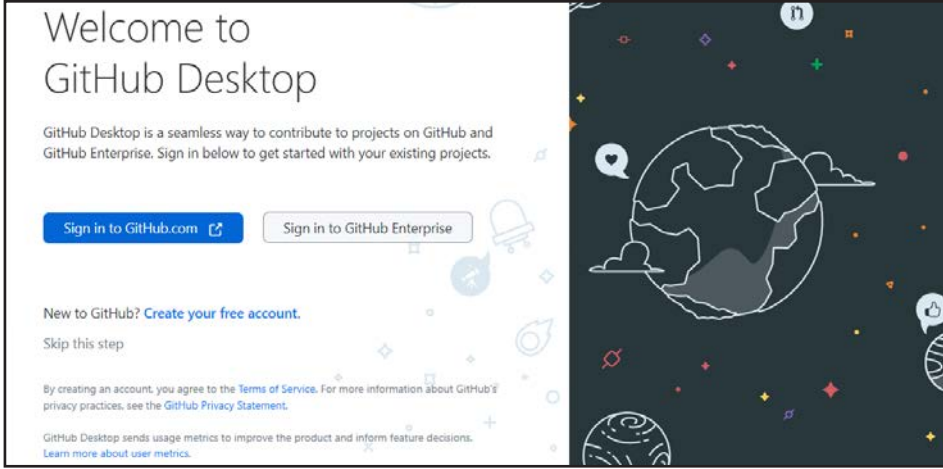 Welcome to
GitHub Desktop
GitHub Desktop is a seamless way to contribute to projects on GitHub and
GitHub Enterprise. Sign in below to get started with your existing projects.
Sign in to GitHub.com
Sign in to GitHub Enterprise
New to GitHub? Create your free account.
Skip this step
By creating an account, you agree to the Terms of Service. For more information about GitHub's
privacy practices, see the GitHub Privacy Statement.
GitHub Desktop sends usage metrics to improve the product and inform feature decisions.
Learn more about user metrics.